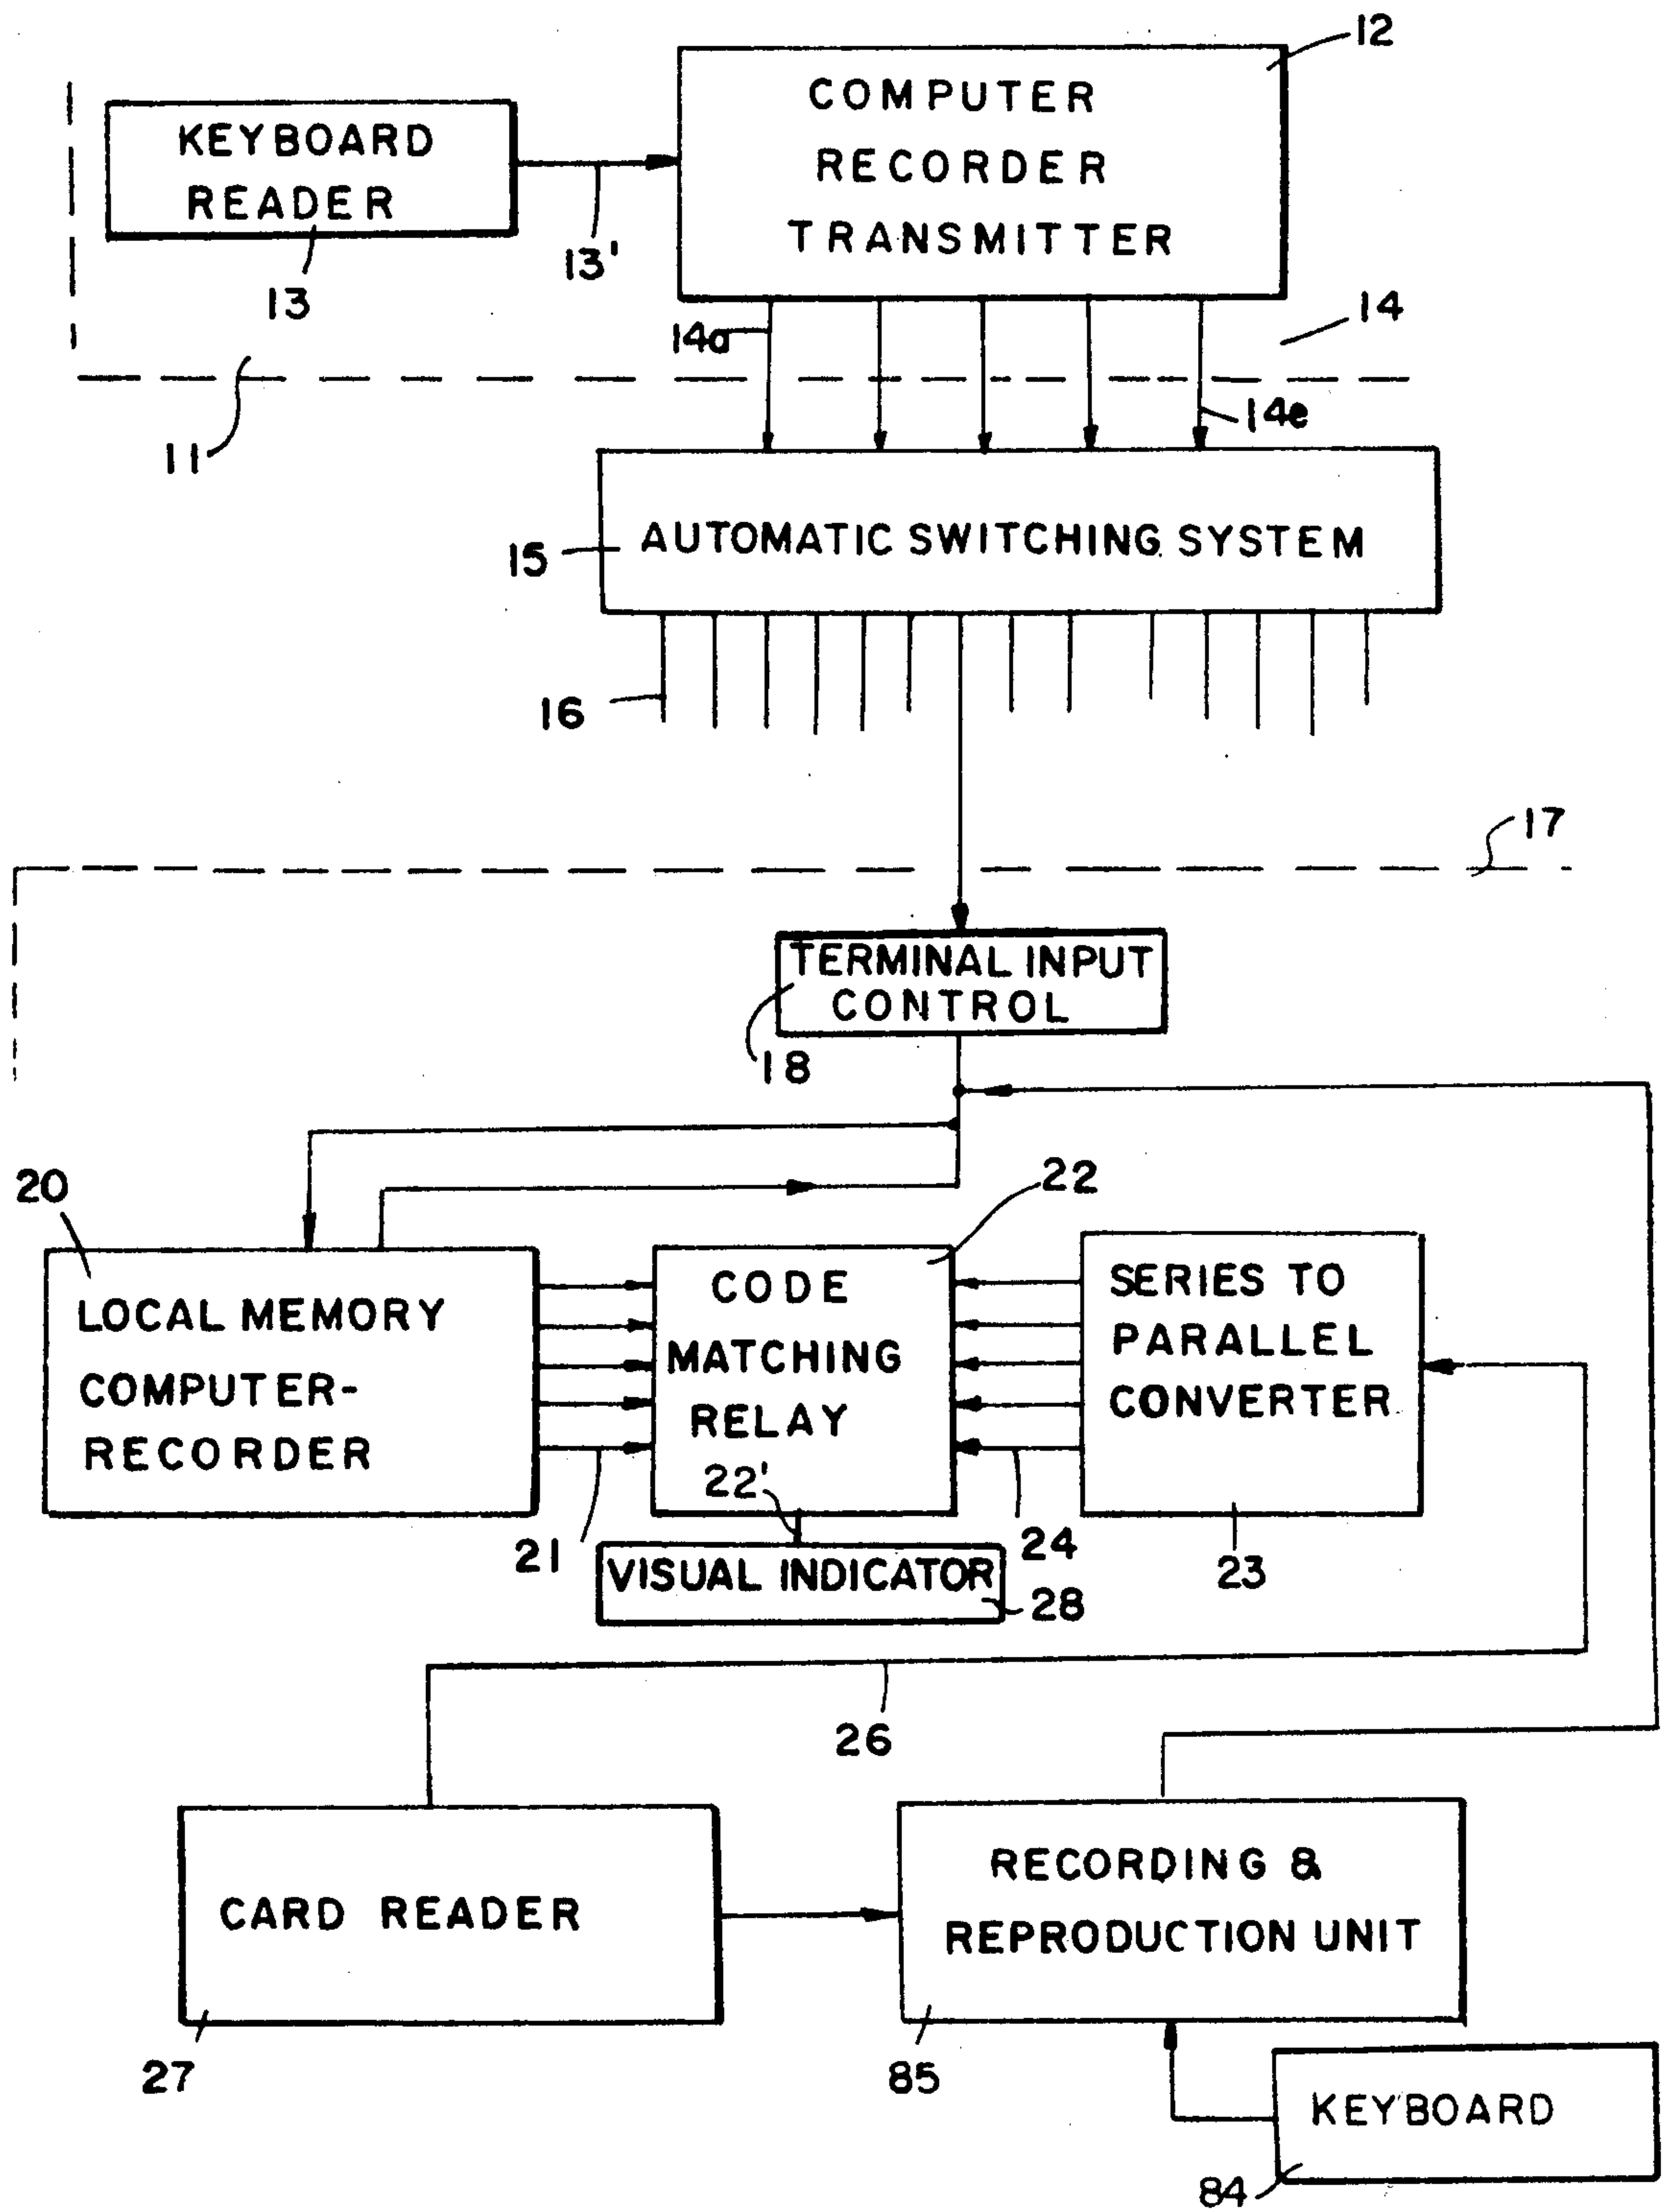 12
COMPUTER
RECORDER
TRANSMITTER
KEYBOARD
READER
13'
13
14a
14
14e
11
AUTOMATIC SWITCHING SYSTEM
15
16
17
TERMINAL INPUT
CONTROL
18
20
22
LOCAL MEMORY
COMPUTER-
RECORDER
CODE
MATCHING
RELAY
22'
SERIES TO
PARALLEL
CONVERTER
21
24
23
VISUAL INDICATOR
28
26
CARD READER
RECORDING &
REPRODUCTION UNIT
27
85
KEYBOARD
84